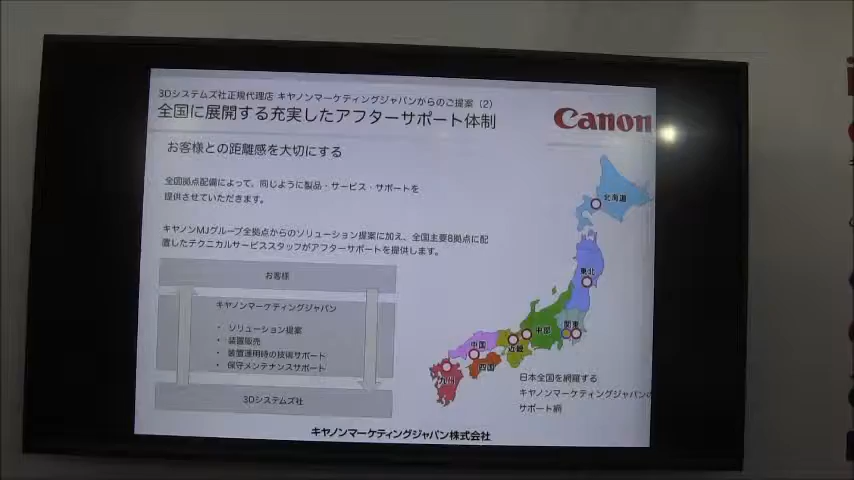 3Dシステムズ社正規代理店 キヤノンマーケティングジャパンからのご提案（2）
全国に展開する充実したアフターサポート体制
Canon
お客様との距離感を大切にする
全国拠点配備によって、同じように製品・サービス・サポートを
提供させていただきます。
キヤノンMJグループ全拠点からのソリューション提案に加え、全国主要8拠点に配
置したテクニカルサービススタッフがアフターサポートを提供します。
お客様
キヤノンマーケティングジャパン
・ ソリューション提案
・ 装置販売
・ 装置運用時の技術サポート
・ 保守メンテナンスサポート
3Dシステムズ社
北海道
東北
関東
中部
近畿
中国
四国
九州
日本全国を網羅する
キヤノンマーケティングジャパンの
サポート網
キヤノンマーケティングジャパン株式会社